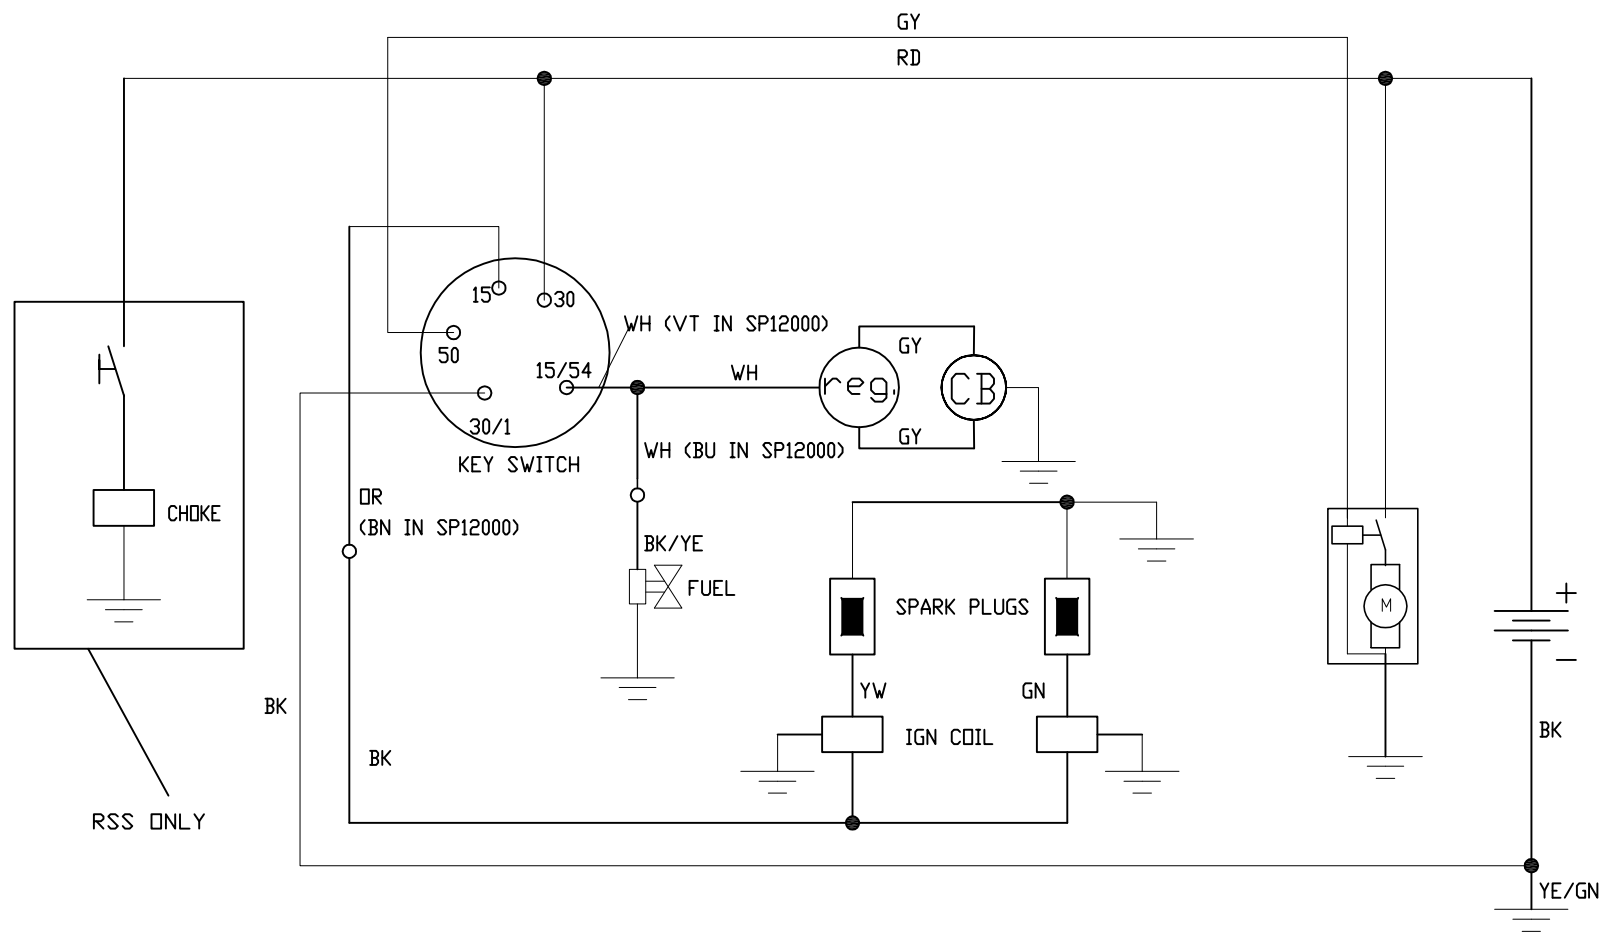 GY
RD
15
30
WH (VT IN SP12000)
50
GY
15/54
WH
reg.
CB
30/1
GY
WH (BU IN SP12000)
KEY SWITCH
OR
CHOKE
(BN IN SP12000)
BK/YE
FUEL
SPARK PLUGS
M
+
−
YW
GN
BK
IGN COIL
BK
BK
RSS ONLY
YE/GN